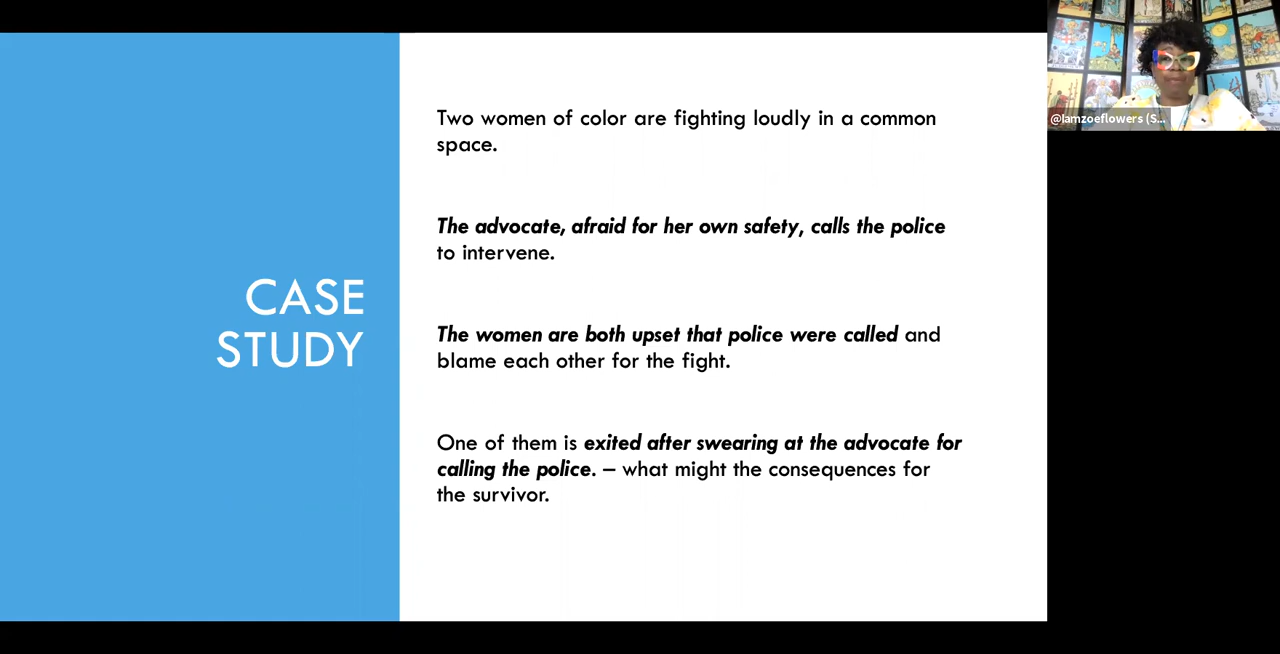 CASE
STUDY
Two women of color are fighting loudly in a common
space.
The advocate, afraid for her own safety, calls the police
to intervene.
The women are both upset that police were called and
blame each other for the fight.
One of them is exited after swearing at the advocate for
calling the police. – what might the consequences for
the survivor.
@Iamzoeflowers (S...